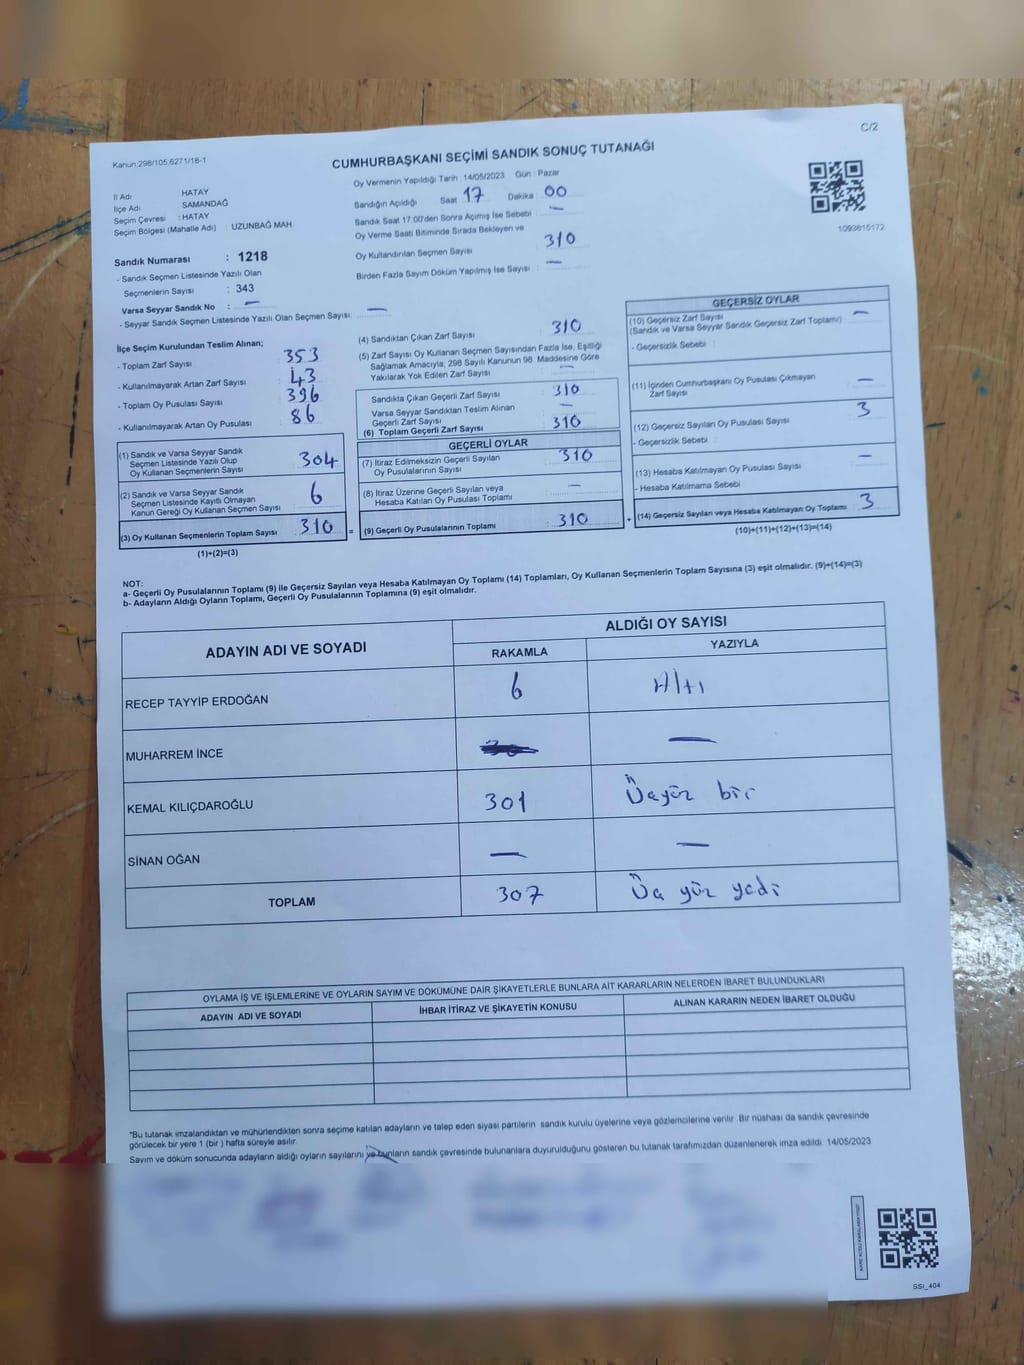 C/2
Kanun:298/105;6271/18-1
CUMHURBAŞKANI SEÇİMİ SANDIK SONUÇ TUTANAĞI
İl Adı : HATAY
İlçe Adı : SAMANDAĞ
Seçim Çevresi : HATAY
Seçim Bölgesi (Mahalle Adı) : UZUNBAĞ MAH
Oy Vermenin Yapıldığı Tarih : 14/05/2023 Gün : Pazar
Sandığın Açıldığı Saat 17 Dakika : 00
Sandık Saat 17:00'den Sonra Açımış İse Sebebi : —
Oy Verme Saati Bitiminde Sırada Bekleyen ve
Oy Kullandırılan Seçmen Sayısı : 310
Birden Fazla Sayım Döküm Yapılmış İse Sayısı : —
1093815172
Sandık Numarası : 1218
- Sandık Seçmen Listesinde Yazılı Olan
Seçmenlerin Sayısı : 343
Varsa Seyyar Sandık No : —
- Seyyar Sandık Seçmen Listesinde Yazılı Olan Seçmen Sayısı: —
İlçe Seçim Kurulundan Teslim Alınan;
- Toplam Zarf Sayısı 353
- Kullanılmayarak Artan Zarf Sayısı 43
- Toplam Oy Pusulası Sayısı 396
- Kullanılmayarak Artan Oy Pusulası 86
(1) Sandık ve Varsa Seyyar Sandık
Seçmen Listesinde Yazılı Olup
Oy Kullanan Seçmenlerin Sayısı 304
(2) Sandık ve Varsa Seyyar Sandık
Seçmen Listesinde Kayıtlı Olmayan
Kanun Gereği Oy Kullanan Seçmen Sayısı 6
(3) Oy Kullanan Seçmenlerin Toplam Sayısı 310 =
(1)+(2)=(3)
(4) Sandıktan Çıkan Zarf Sayısı 310
(5) Zarf Sayısı Oy Kullanan Seçmen Sayısından Fazla İse, Eşitliği
Sağlamak Amacıyla; 298 Sayılı Kanunun 98. Maddesine Göre
Yakılarak Yok Edilen Zarf Sayısı —
Sandıkta Çıkan Geçerli Zarf Sayısı 310
Varsa Seyyar Sandıktan Teslim Alınan
Geçerli Zarf Sayısı —
(6) Toplam Geçerli Zarf Sayısı 310
GEÇERLİ OYLAR
(7) İtiraz Edilmeksizin Geçerli Sayılan
Oy Pusulalarının Sayısı : 310
(8) İtiraz Üzerine Geçerli Sayılan veya
Hesaba Katılan Oy Pusulası Toplamı : —
(9) Geçerli Oy Pusulalarının Toplamı : 310 +
GEÇERSİZ OYLAR
(10) Geçersiz Zarf Sayısı : —
(Sandık ve Varsa Seyyar Sandık Geçersiz Zarf Toplamı)
- Geçersizlik Sebebi :
(11) İçinden Cumhurbaşkanı Oy Pusulası Çıkmayan
Zarf Sayısı —
(12) Geçersiz Sayılan Oy Pusulası Sayısı 3
- Geçersizlik Sebebi :
(13) Hesaba Katılmayan Oy Pusulası Sayısı —
- Hesaba Katılmama Sebebi
(14) Geçersiz Sayılan veya Hesaba Katılmayan Oy Toplamı 3
(10)+(11)+(12)+(13)=(14)
NOT:
a- Geçerli Oy Pusulalarının Toplamı (9) ile Geçersiz Sayılan veya Hesaba Katılmayan Oy Toplamı (14) Toplamları, Oy Kullanan Seçmenlerin Toplam Sayısına (3) eşit olmalıdır. (9)+(14)=(3)
b- Adayların Aldığı Oyların Toplamı, Geçerli Oy Pusulalarının Toplamına (9) eşit olmalıdır.
ADAYIN ADI VE SOYADI ALDIĞI OY SAYISI
RAKAMLA YAZIYLA
RECEP TAYYİP ERDOĞAN 6 Altı
MUHARREM İNCE —
KEMAL KILIÇDAROĞLU 301 Üçyüz bir
SİNAN OĞAN — —
TOPLAM 307 Üç yüz yedi
OYLAMA İŞ VE İŞLEMLERİNE VE OYLARIN SAYIM VE DÖKÜMÜNE DAİR ŞİKAYETLERLE BUNLARA AİT KARARLARIN NELERDEN İBARET BULUNDUKLARI
ADAYIN ADI VE SOYADI İHBAR İTİRAZ VE ŞİKAYETİN KONUSU ALINAN KARARIN NEDEN İBARET OLDUĞU
*Bu tutanak imzalandıktan ve mühürlendikten sonra seçime katılan adayların ve talep eden siyasi partilerin sandık kurulu üyelerine veya gözlemcilerine verilir. Bir nüshası da sandık çevresinde
görülecek bir yere 1 (bir ) hafta süreyle asılır.
Sayım ve döküm sonucunda adayların aldığı oyların sayılarını ve bunların sandık çevresinde bulunanlara duyurulduğunu gösteren bu tutanak tarafımızdan düzenlenerek imza edildi. 14/05/2023
SSI_404